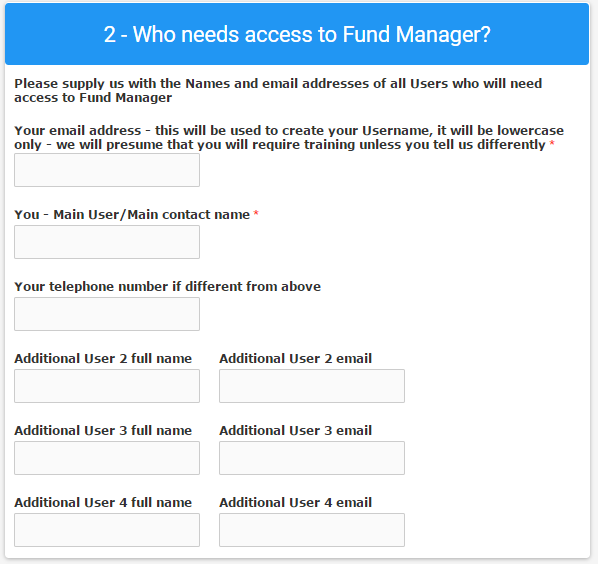 2 - Who needs access to Fund Manager?
Please supply us with the Names and email addresses of all Users who will need
access to Fund Manager
Your email address - this will be used to create your Username, it will be lowercase
only - we will presume that you will require training unless you tell us differently *
You - Main User/Main contact name *
Your telephone number if different from above
Additional User 2 full name Additional User 2 email
Additional User 3 full name Additional User 3 email
Additional User 4 full name Additional User 4 email